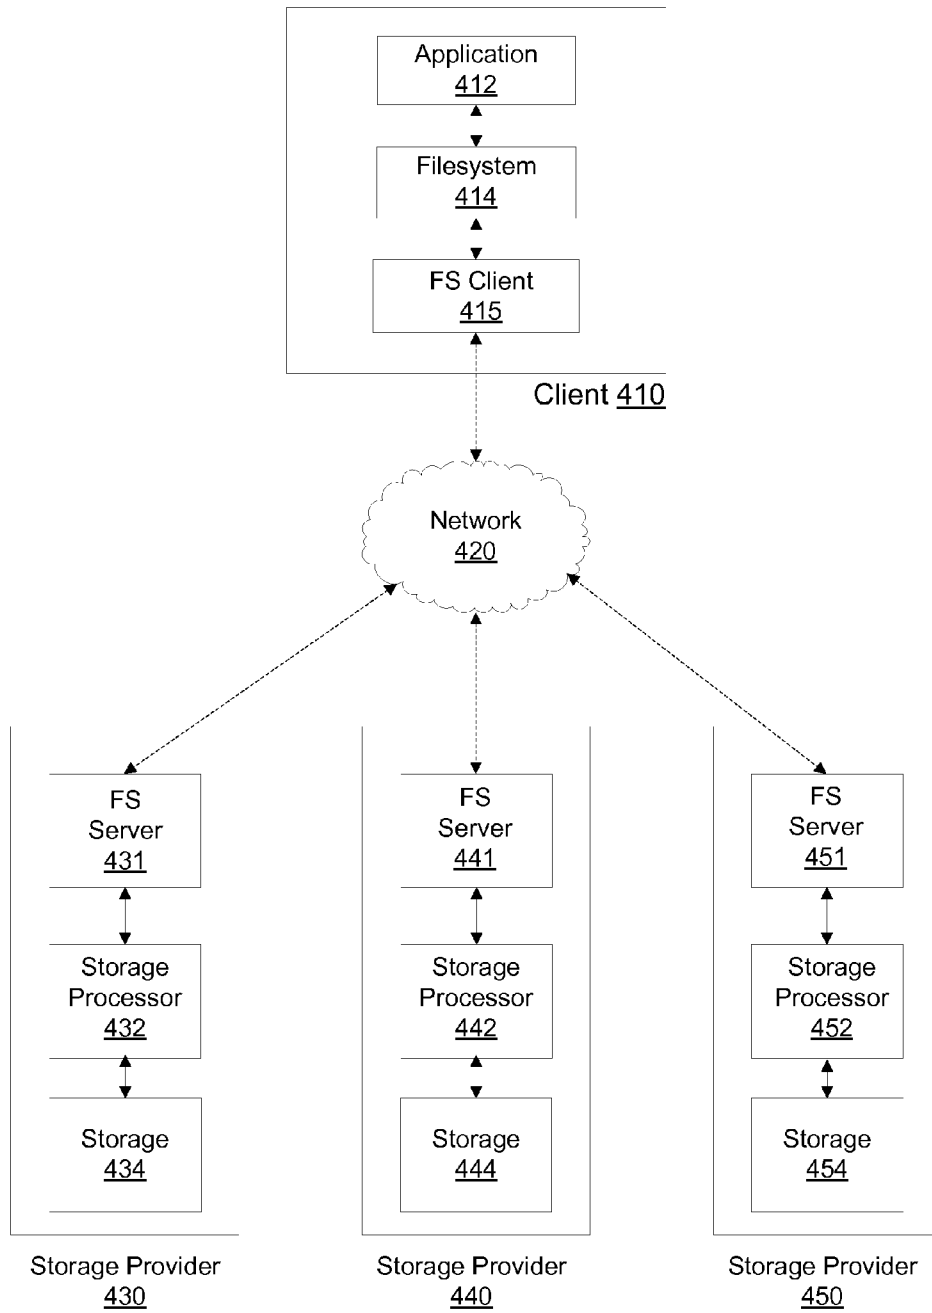 Application
412
Filesystem
414
FS Client
415
Client 410
Network
420
FS
Server
431
Storage
Processor
432
Storage
434
Storage Provider
430
FS
Server
441
Storage
Processor
442
Storage
444
Storage Provider
440
FS
Server
451
Storage
Processor
452
Storage
454
Storage Provider
450